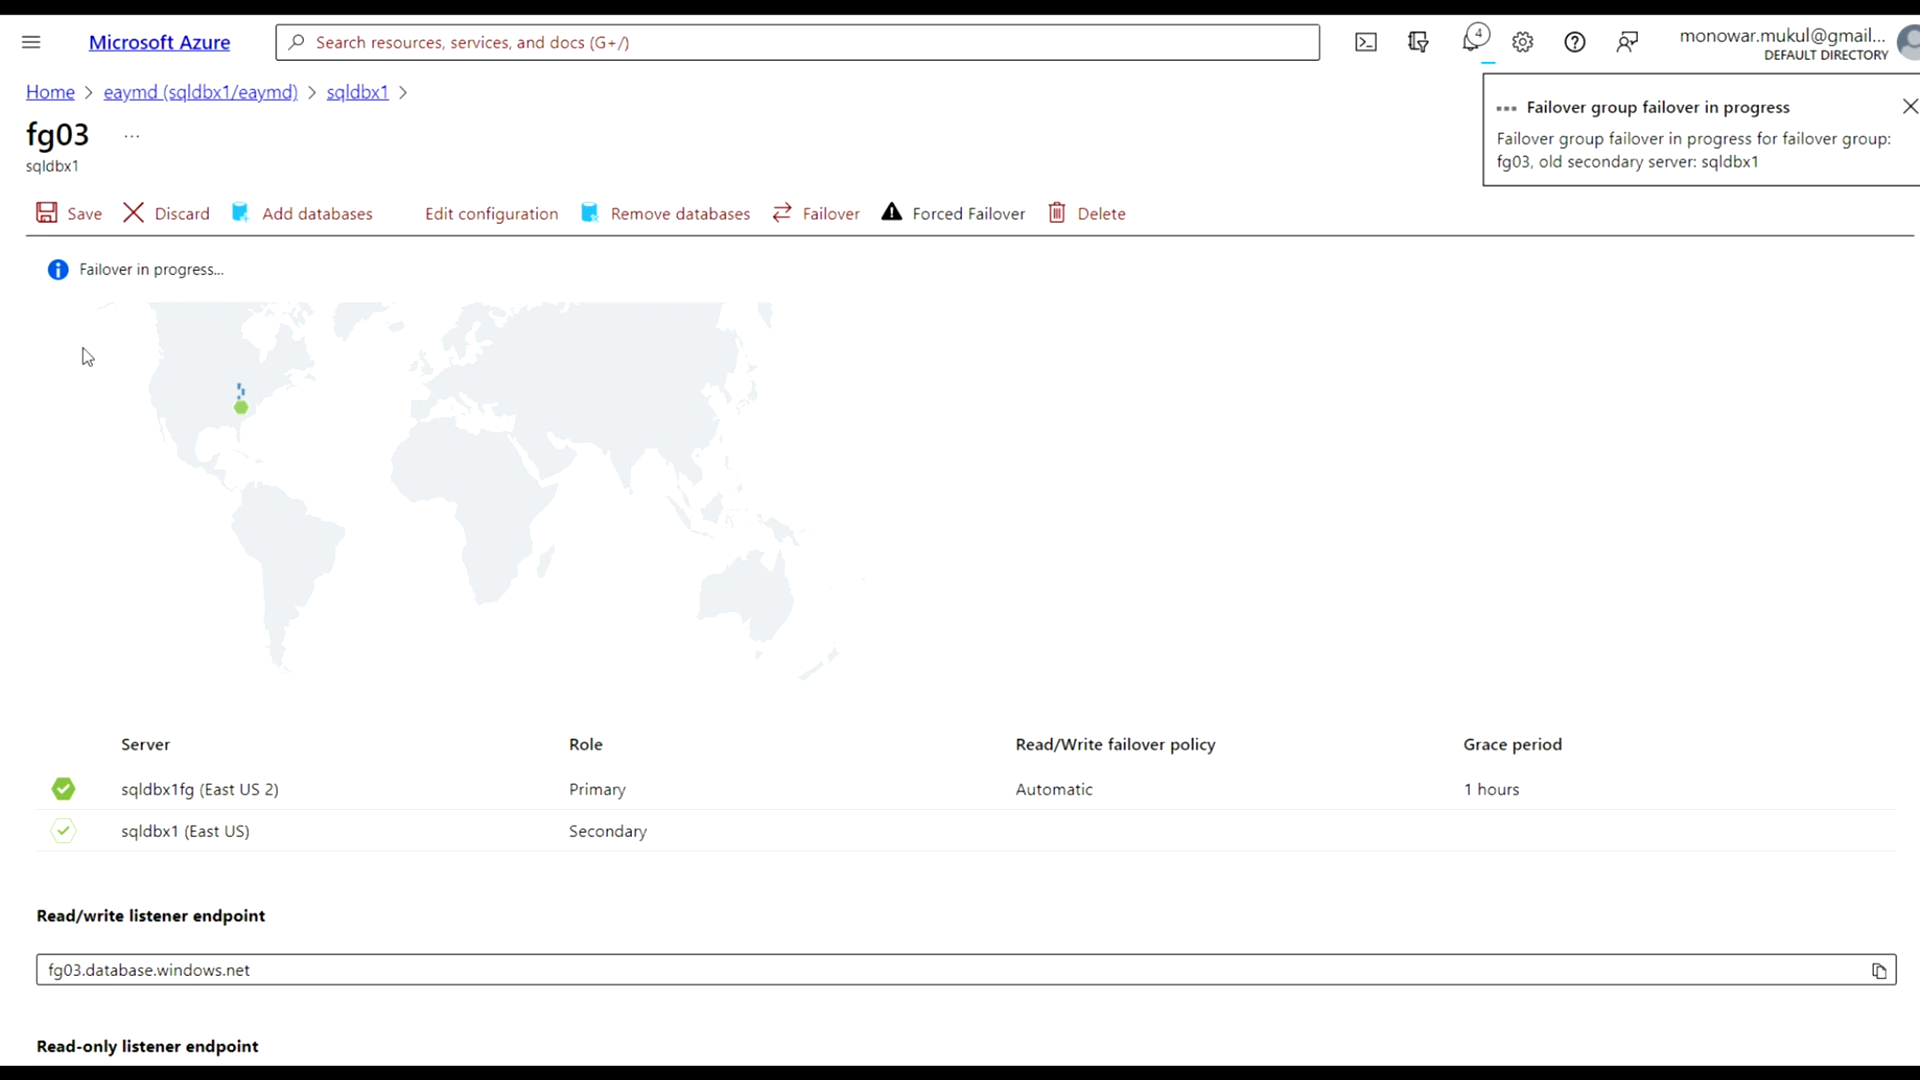 Microsoft Azure
Search resources, services, and docs (G+/)
4
monowar.mukul@gmail...
DEFAULT DIRECTORY
Home > eaymd (sqldbx1/eaymd) > sqldbx1 >
fg03 ...
sqldbx1
Failover group failover in progress
Failover group failover in progress for failover group:
fg03, old secondary server: sqldbx1
Save Discard Add databases Edit configuration Remove databases Failover Forced Failover Delete
Failover in progress...
Server Role Read/Write failover policy Grace period
sqldbx1fg (East US 2) Primary Automatic 1 hours
sqldbx1 (East US) Secondary
Read/write listener endpoint
fg03.database.windows.net
Read-only listener endpoint